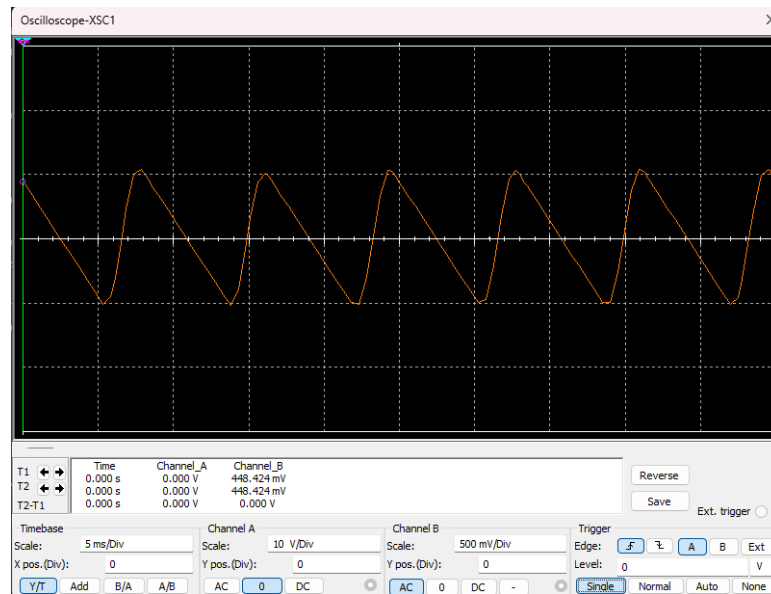 Oscilloscope-XSC1
Time Channel_A Channel_B
T1 0.000 s 0.000 V 448.424 mV
T2 0.000 s 0.000 V 448.424 mV
T2-T1 0.000 s 0.000 V 0.000 V
Reverse
Save
Ext. trigger
Timebase Channel A Channel B Trigger
Scale: 5 ms/Div Scale: 10 V/Div Scale: 500 mV/Div Edge: A B Ext
X pos.(Div): 0 Y pos.(Div): 0 Y pos.(Div): 0 Level: 0 V
Y/T Add B/A A/B AC 0 DC AC 0 DC - Single Normal Auto None